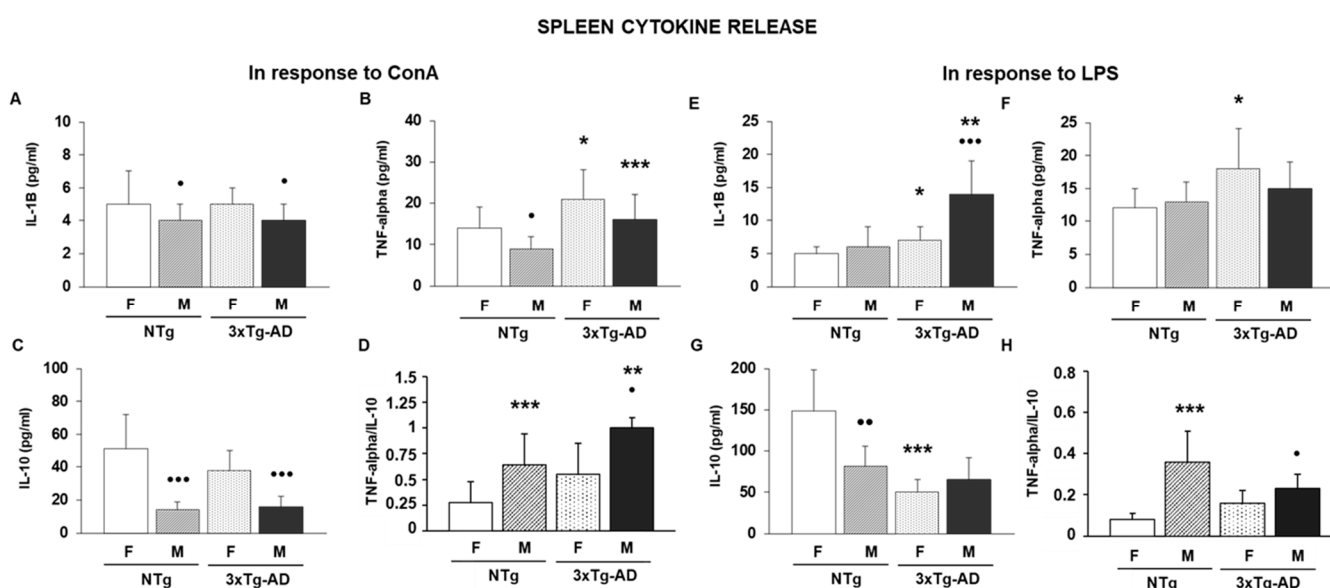 SPLEEN CYTOKINE RELEASE
In response to ConA
In response to LPS
A
IL-1B (pg/ml)
10
8
6
4
2
0
•
•
F M F M
NTg 3xTg-AD
B
TNF-alpha (pg/ml)
40
30
20
10
0
•
*
***
F M F M
NTg 3xTg-AD
E
IL-1B (pg/ml)
25
20
15
10
5
0
*
**
•••
F M F M
NTg 3xTg-AD
F
TNF-alpha (pg/ml)
25
20
15
10
5
0
*
F M F M
NTg 3xTg-AD
C
IL-10 (pg/ml)
100
80
60
40
20
0
•••
•••
F M F M
NTg 3xTg-AD
D
TNF-alpha/IL-10
1.5
1.25
1
0.75
0.5
0.25
0
***
**
•
F M F M
NTg 3xTg-AD
G
IL-10 (pg/ml)
200
150
100
50
0
••
***
F M F M
NTg 3xTg-AD
H
TNF-alpha/IL-10
0.8
0.6
0.4
0.2
0
***
•
F M F M
NTg 3xTg-AD